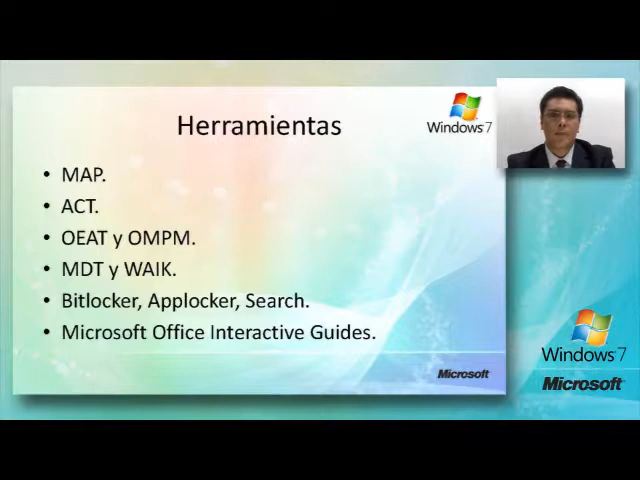 Herramientas
Windows 7
• MAP.
• ACT.
• OEAT y OMPM.
• MDT y WAIK.
• Bitlocker, Applocker, Search.
• Microsoft Office Interactive Guides.
Microsoft
Windows 7
Microsoft